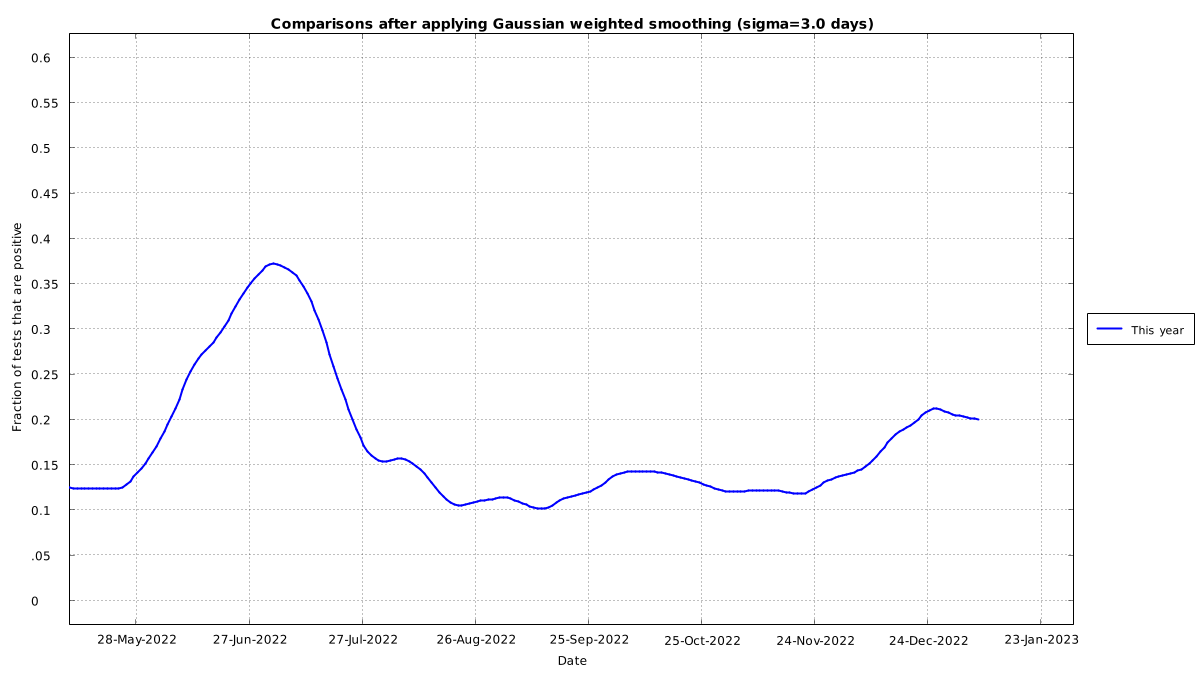 Comparisons after applying Gaussian weighted smoothing (sigma=3.0 days)
Fraction of tests that are positive
0.6
0.55
0.5
0.45
0.4
0.35
0.3
0.25
0.2
0.15
0.1
.05
0
28-May-2022 27-Jun-2022 27-Jul-2022 26-Aug-2022 25-Sep-2022 25-Oct-2022 24-Nov-2022 24-Dec-2022 23-Jan-2023
Date
This year